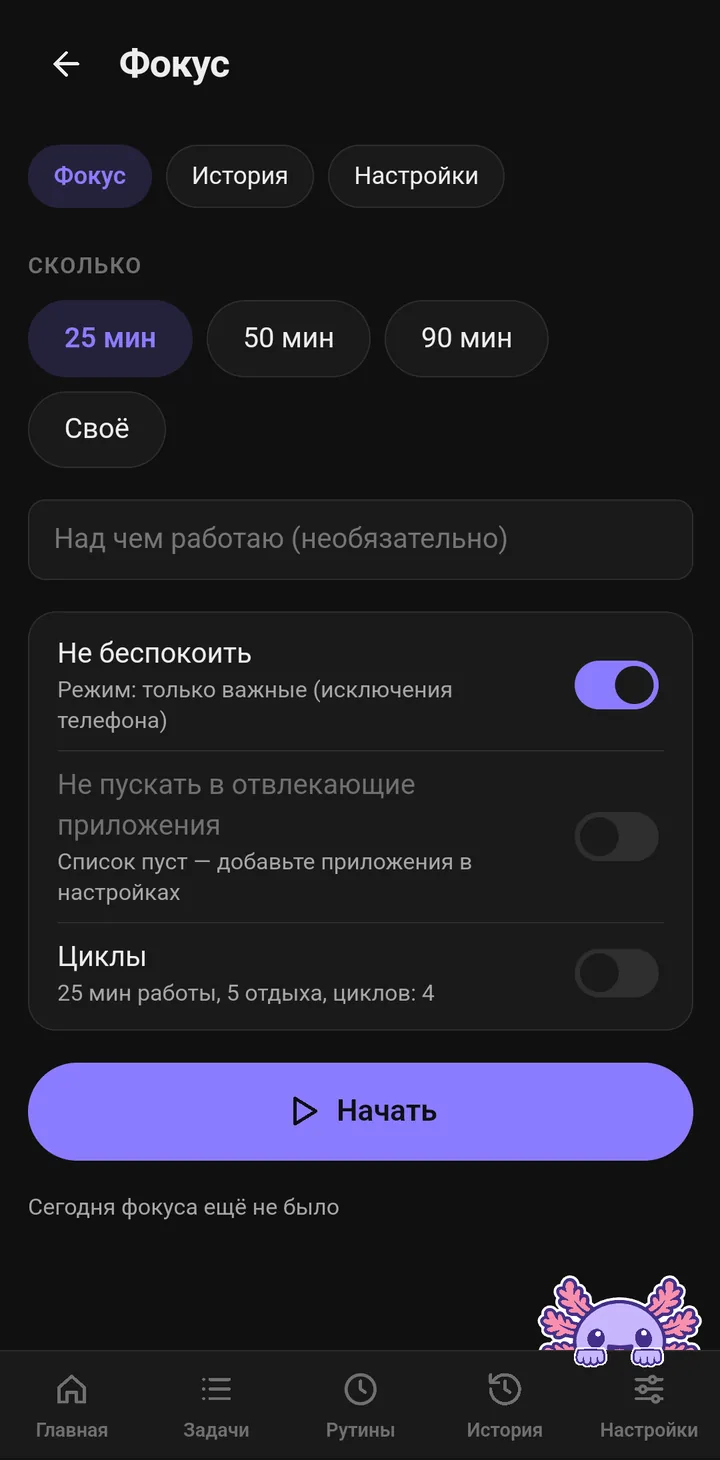 Фокус
Фокус История Настройки
СКОЛЬКО
25 мин 50 мин 90 мин
Своё
Над чем работаю (необязательно)
Не беспокоить
Режим: только важные (исключения
телефона)
Не пускать в отвлекающие
приложения
Список пуст — добавьте приложения в
настройках
Циклы
25 мин работы, 5 отдыха, циклов: 4
Начать
Сегодня фокуса ещё не было
Главная Задачи Рутины История Настройки